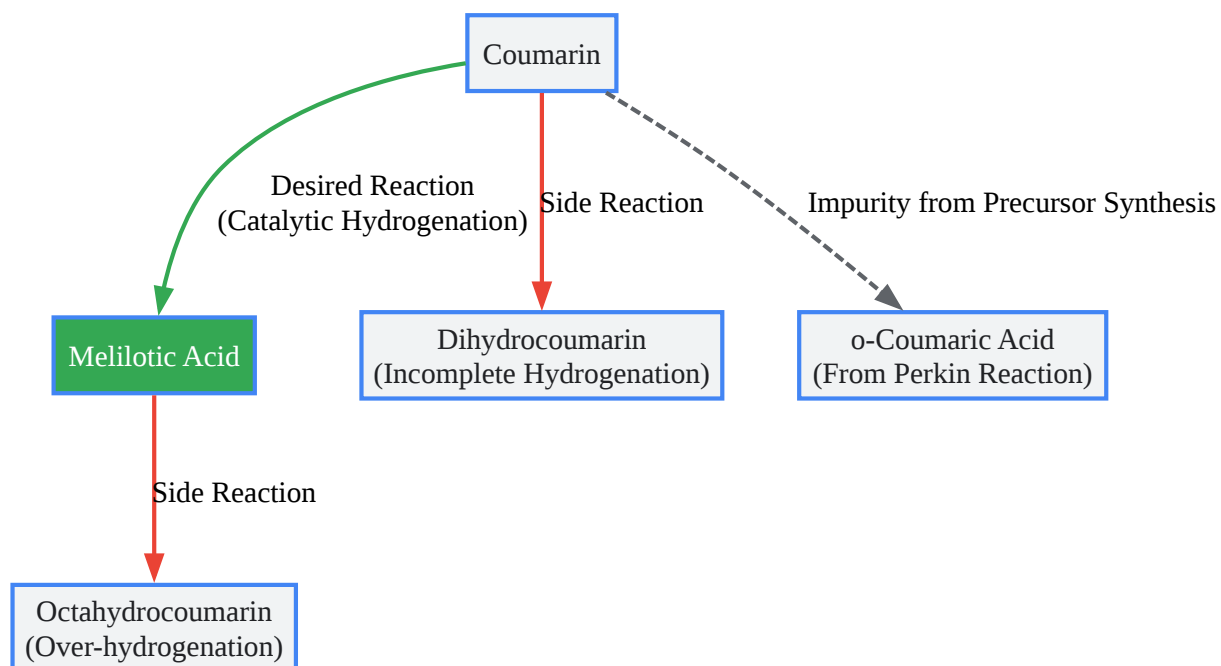 Coumarin
Desired Reaction
(Catalytic Hydrogenation)
Side Reaction
Impurity from Precursor Synthesis
Melilotic Acid
Dihydrocoumarin
(Incomplete Hydrogenation)
o-Coumaric Acid
(From Perkin Reaction)
Side Reaction
Octahydrocoumarin
(Over-hydrogenation)